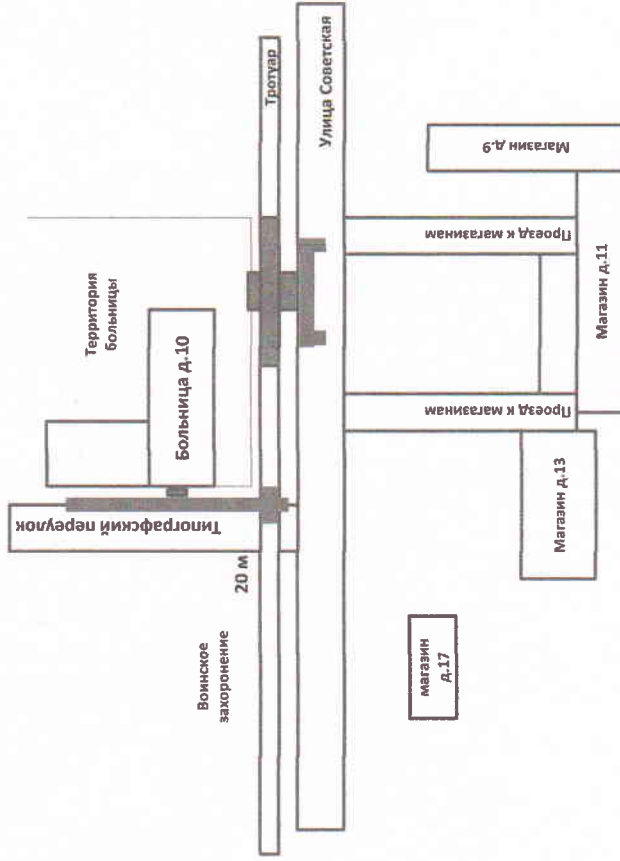 Тротуар
Улица Советская
Территория
больницы
Больница д.10
Типографский переулок
20 м
Воинское
захоронение
Проезд к магазинам
Проезд к магазинам
Магазин д.9
Магазин д.11
Магазин д.13
магазин
д.17